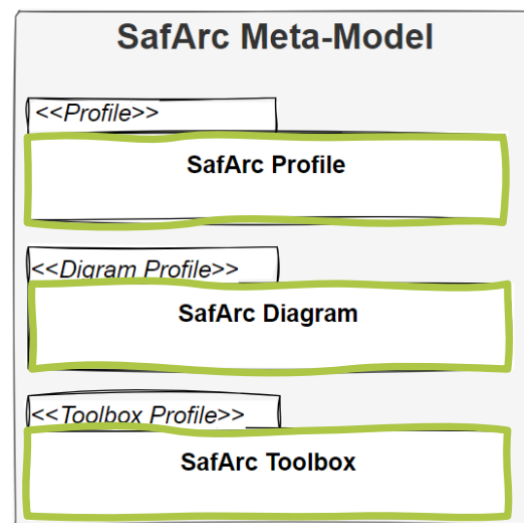 SafArc Meta-Model
<<Profile>>
SafArc Profile
<<Digram Profile>>
SafArc Diagram
<<Toolbox Profile>>
SafArc Toolbox